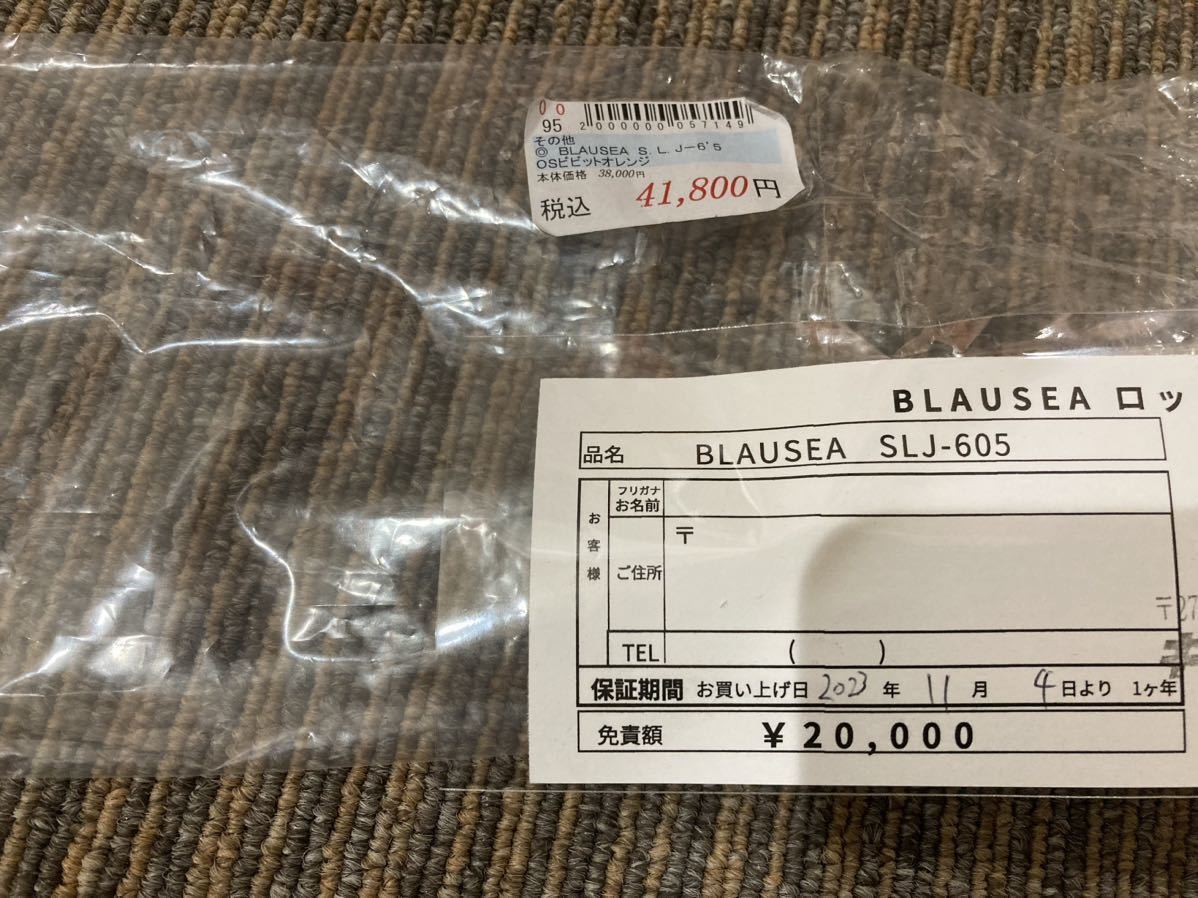 00
95
2000000057149
その他
◎ BLAUSEA S.L.J-6'5
OSビビットオレンジ
本体価格 38,000円
税込 41,800円
BLAUSEA ロッ
品名 BLAUSEA SLJ-605
お客様
フリガナ
お名前
〒
ご住所
〒27
TEL ( )
保証期間 お買い上げ日 2023 年 11 月 4 日より 1ヶ年
免責額 ¥20,000